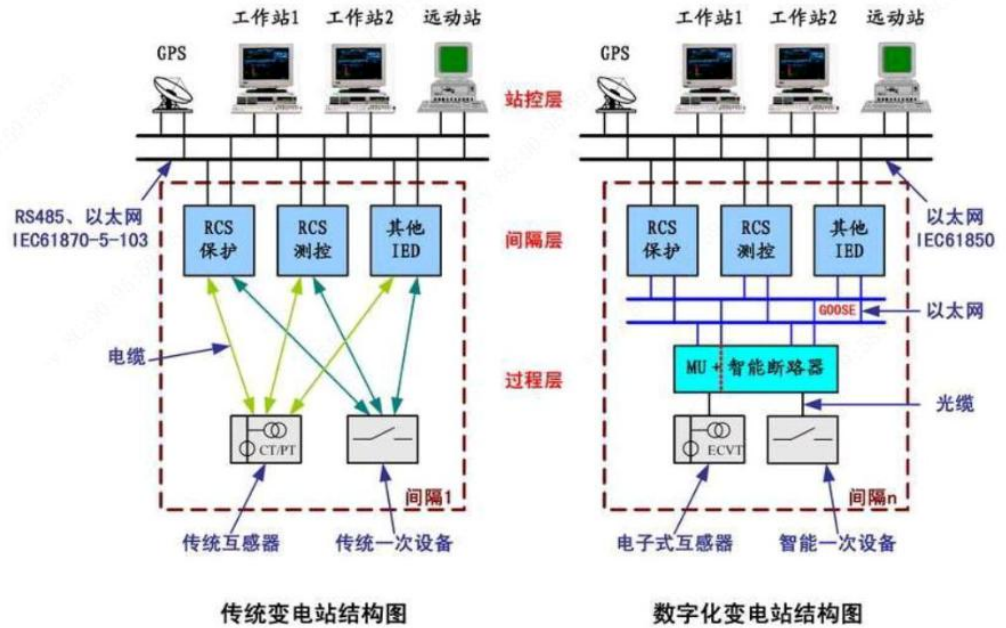 工作站1
工作站2
远动站
GPS
工作站1
工作站2
远动站
GPS
站控层
RS485、以太网
IEC61870-5-103
RCS
保护
RCS
测控
其他
IED
间隔层
RCS
保护
RCS
测控
其他
IED
以太网
IEC61850
GOOSE
以太网
电缆
过程层
MU + 智能断路器
光缆
CT/PT
ECVT
间隔1
间隔n
传统互感器
传统一次设备
电子式互感器
智能一次设备
传统变电站结构图
数字化变电站结构图